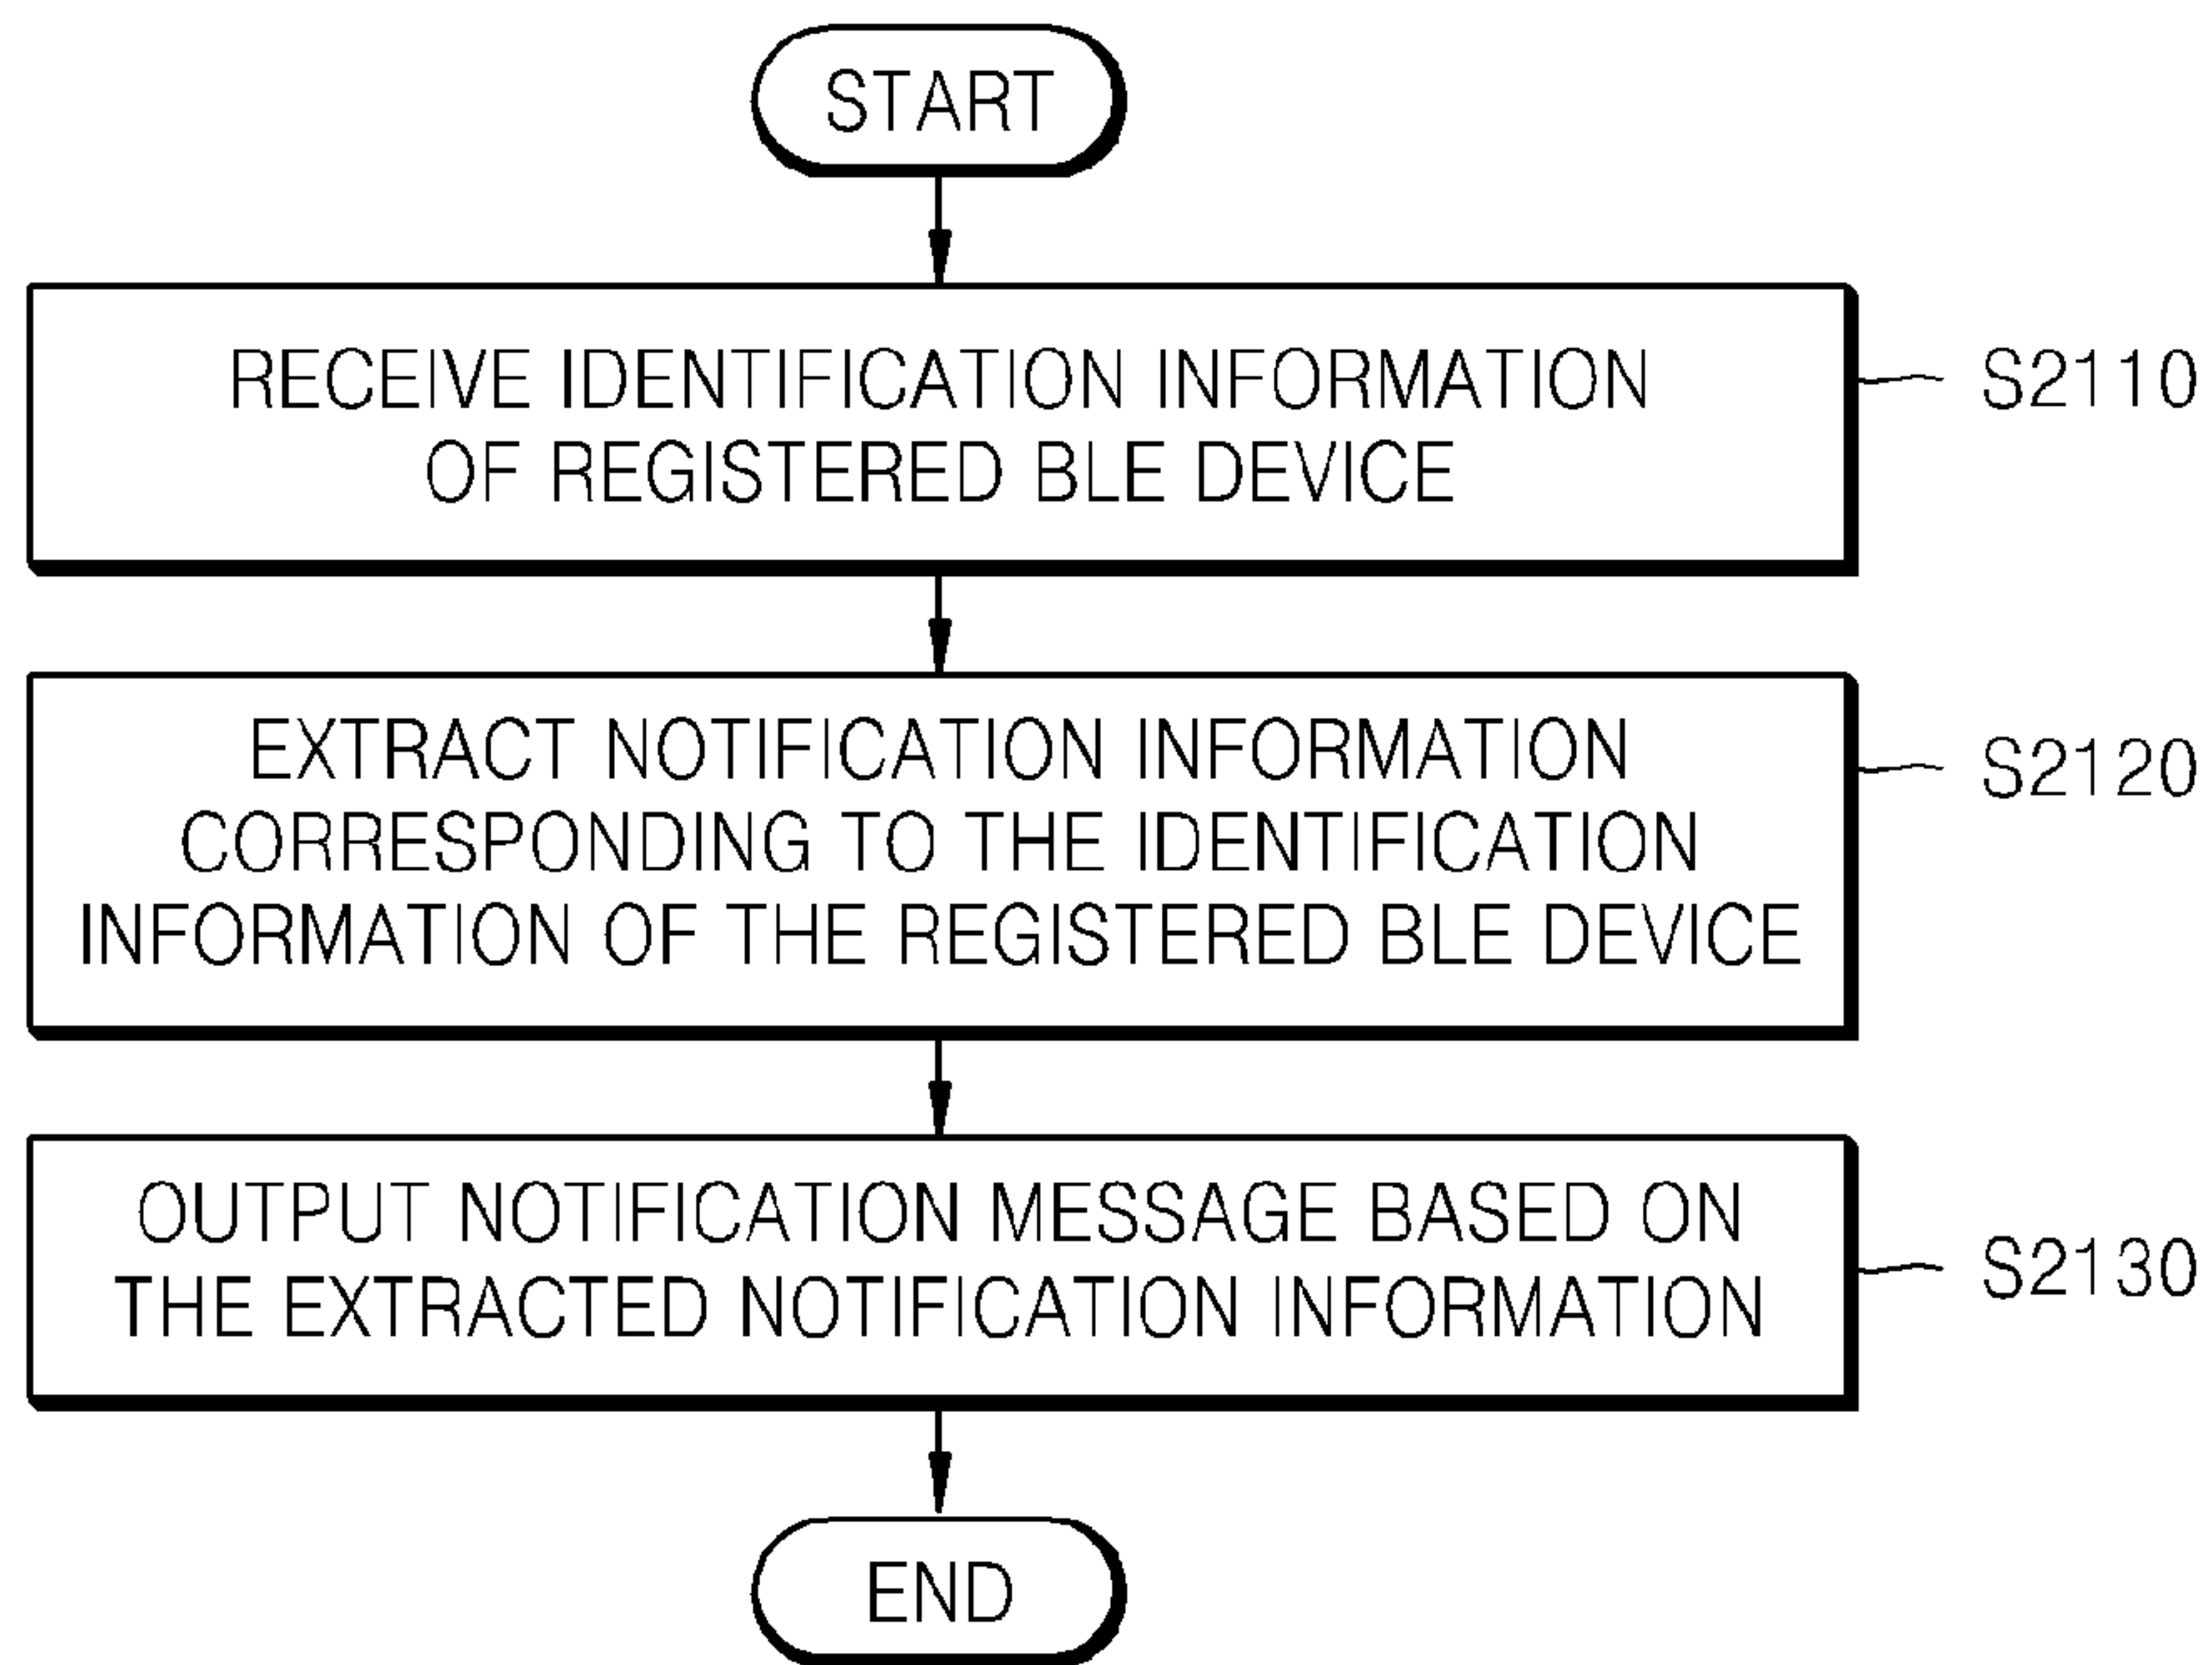 START
RECEIVE IDENTIFICATION INFORMATION
OF REGISTERED BLE DEVICE
S2110
EXTRACT NOTIFICATION INFORMATION
CORRESPONDING TO THE IDENTIFICATION
INFORMATION OF THE REGISTERED BLE DEVICE
S2120
OUTPUT NOTIFICATION MESSAGE BASED ON
THE EXTRACTED NOTIFICATION INFORMATION
S2130
END